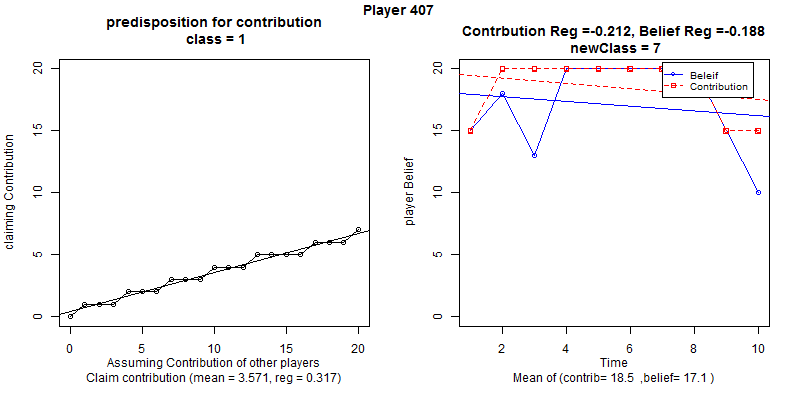 Player 407
predisposition for contribution
class = 1
claiming Contribution
20
15
10
5
0
0 5 10 15 20
Assuming Contribution of other players
Claim contribution (mean = 3.571, reg = 0.317)
Contrbution Reg =-0.212, Belief Reg =-0.188
newClass = 7
player Belief
20
15
10
5
0
Beleif
Contribution
2 4 6 8 10
Time
Mean of (contrib= 18.5 ,belief= 17.1 )